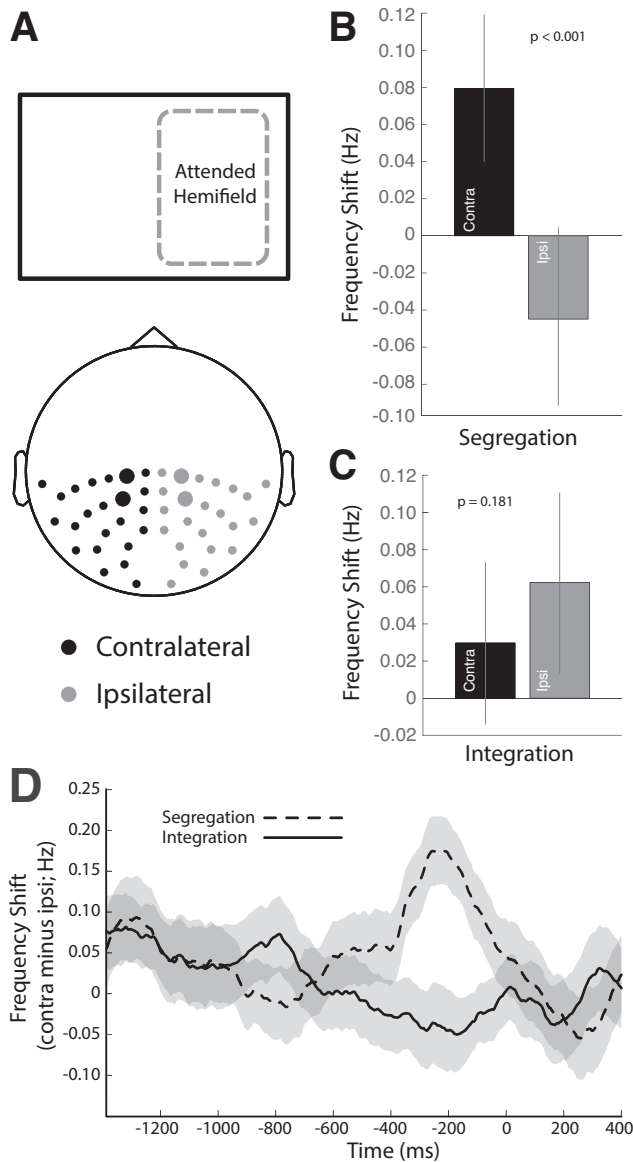 A
Attended
Hemifield
Contralateral
Ipsilateral
B
0.12
0.10
0.08
0.06
0.04
0.02
0
-0.02
-0.04
-0.06
-0.08
-0.10
Frequency Shift (Hz)
p < 0.001
Contra
Ipsi
Segregation
C
0.12
0.10
0.08
0.06
0.04
0.02
0
-0.02
Frequency Shift (Hz)
p = 0.181
Contra
Ipsi
Integration
D
0.25
0.20
0.15
0.10
0.05
0
-0.05
-0.10
Frequency Shift
(contra minus ipsi; Hz)
Segregation
Integration
-1200 -1000 -800 -600 -400 -200 0 200 400
Time (ms)